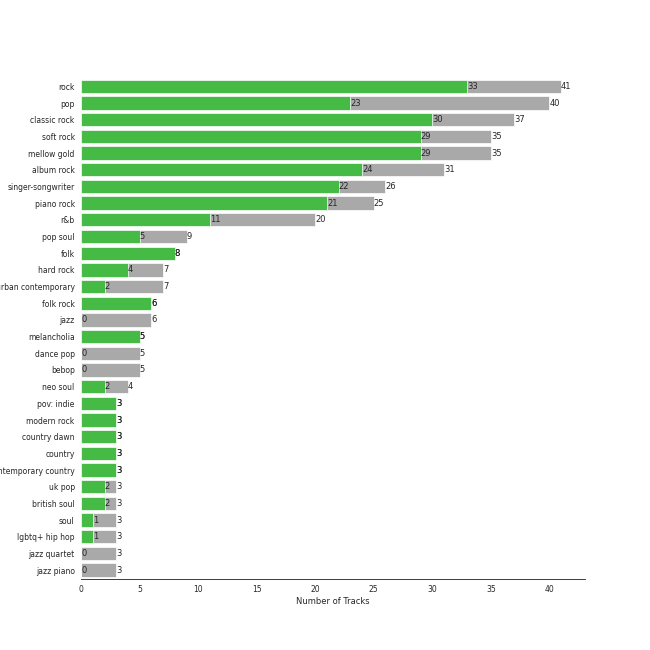 rock 33 41
pop 23 40
classic rock 30 37
soft rock 29 35
mellow gold 29 35
album rock 24 31
singer-songwriter 22 26
piano rock 21 25
r&b 11 20
pop soul 5 9
folk 8
hard rock 4 7
rban contemporary 2 7
folk rock 6
jazz 0 6
melancholia 5
dance pop 0 5
bebop 0 5
neo soul 2 4
pov: indie 3
modern rock 3
country dawn 3
country 3
ntemporary country 3
uk pop 2 3
british soul 2 3
soul 1 3
lgbtq+ hip hop 1 3
jazz quartet 0 3
jazz piano 0 3
0 5 10 15 20 25 30 35 40
Number of Tracks